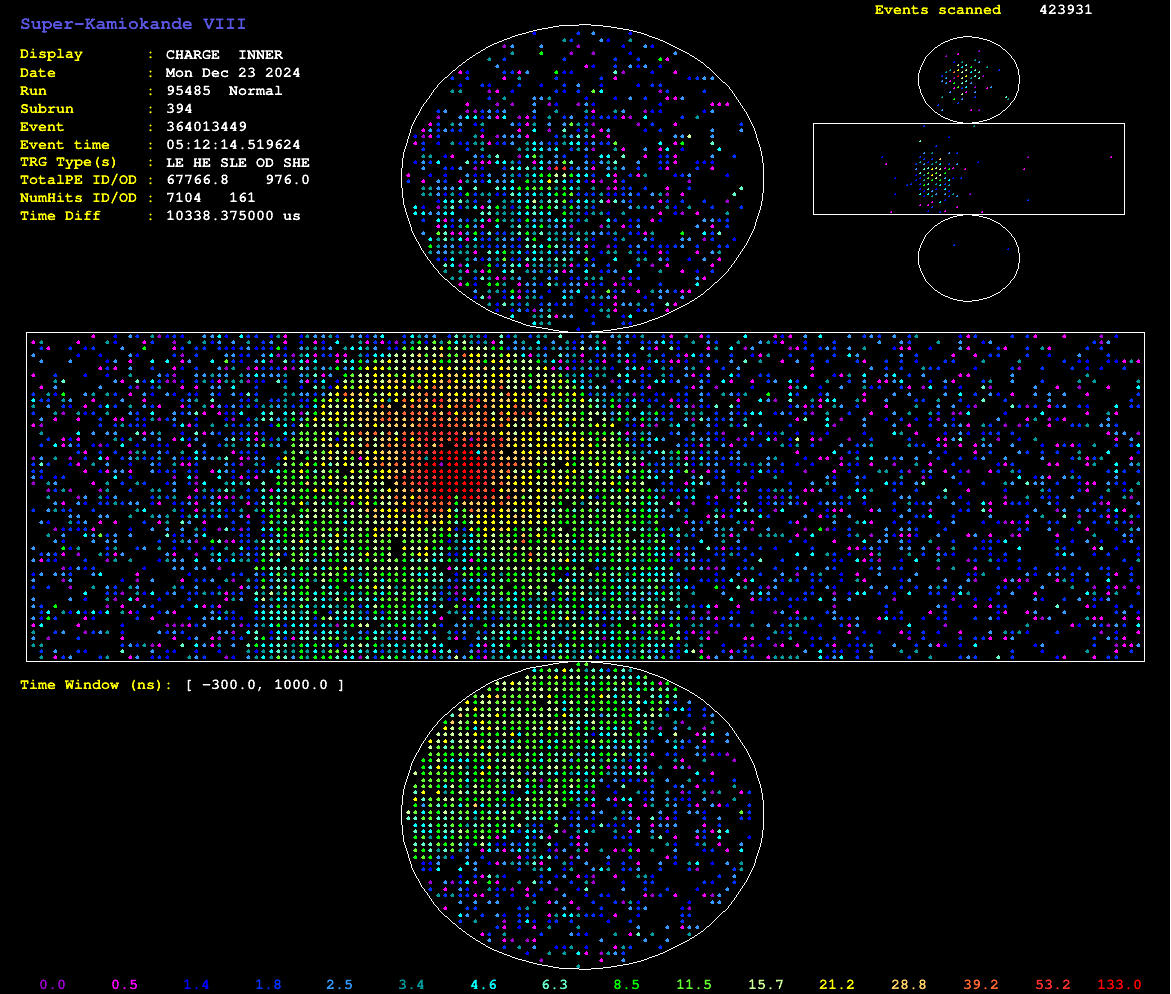 Super-Kamiokande VIII
Events scanned 423931
Display : CHARGE INNER
Date : Mon Dec 23 2024
Run : 95485 Normal
Subrun : 394
Event : 364013449
Event time : 05:12:14.519624
TRG Type(s) : LE HE SLE OD SHE
TotalPE ID/OD : 67766.8 976.0
NumHits ID/OD : 7104 161
Time Diff : 10338.375000 us
Time Window (ns): [ −300.0, 1000.0 ]
0.0 0.5 1.4 1.8 2.5 3.4 4.6 6.3 8.5 11.5 15.7 21.2 28.8 39.2 53.2 133.0